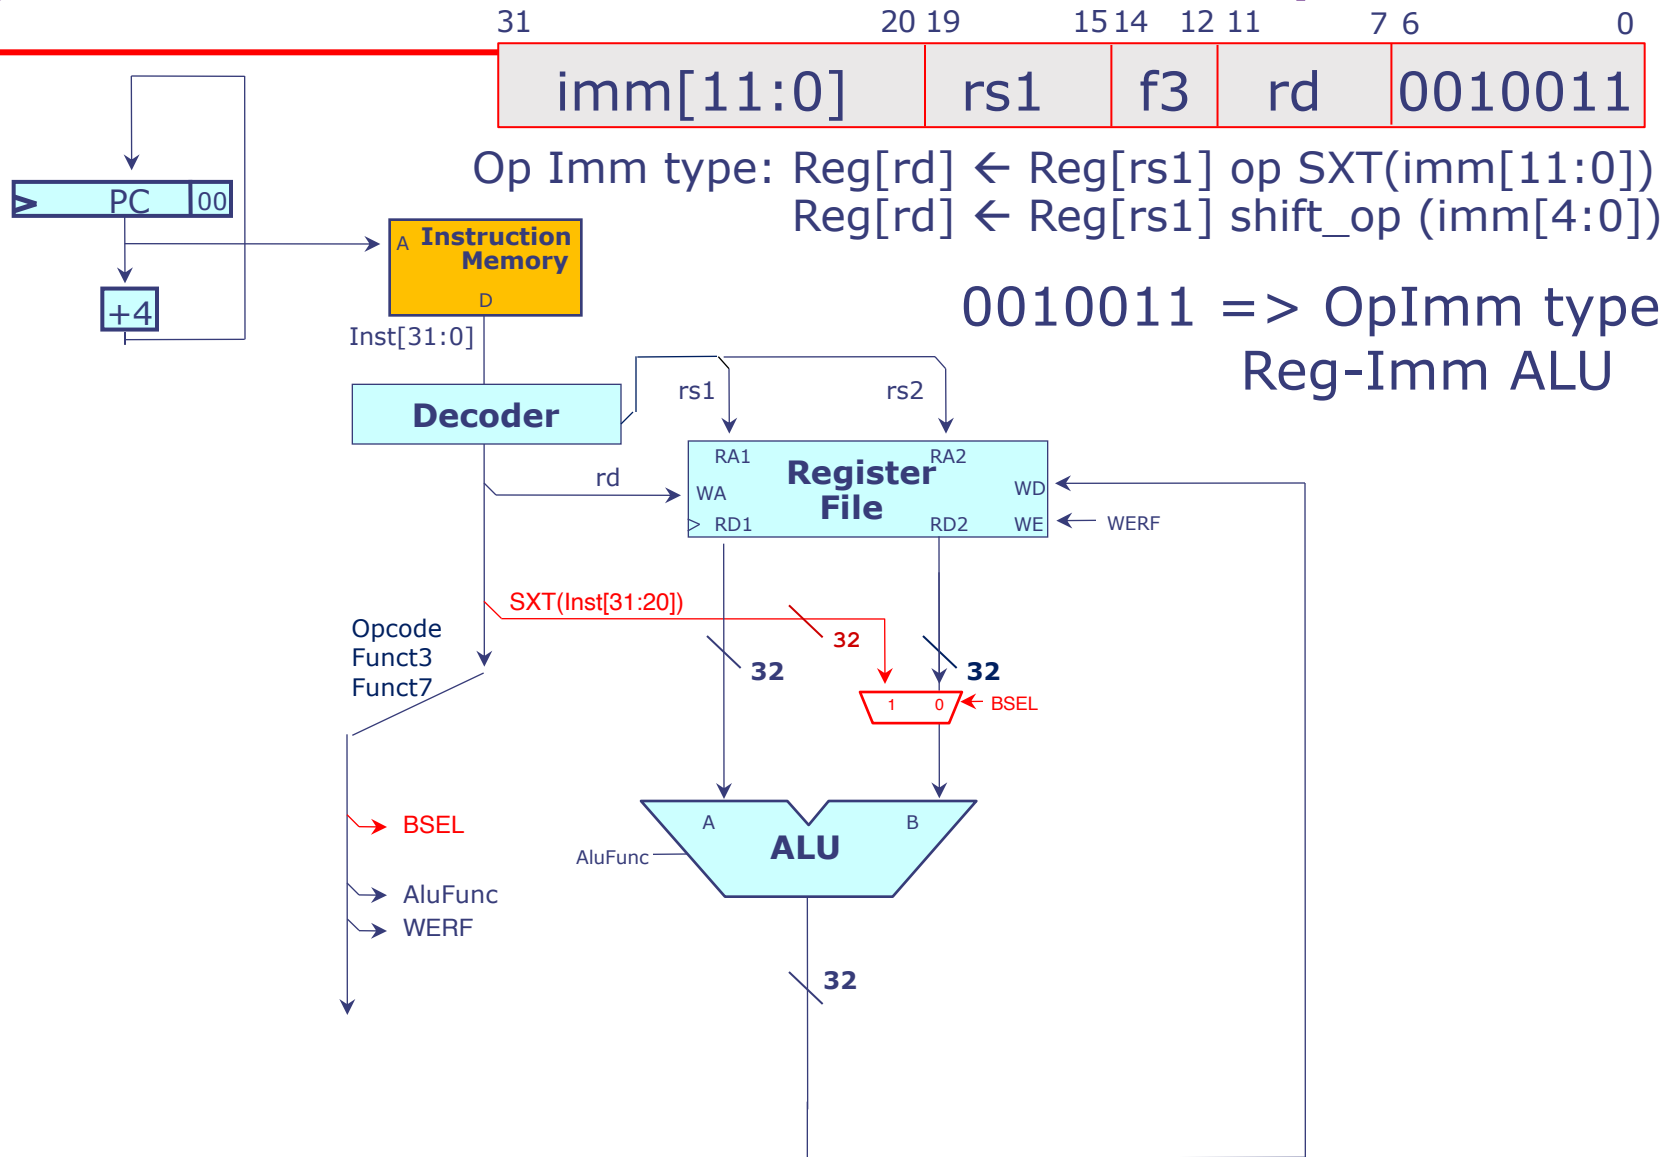 31 20 19 15 14 12 11 7 6 0
imm[11:0] rs1 f3 rd 0010011
Op Imm type: Reg[rd] ← Reg[rs1] op SXT(imm[11:0])
Reg[rd] ← Reg[rs1] shift_op (imm[4:0])
PC 00
+4
A Instruction
Memory
D
Inst[31:0]
0010011 => OpImm type
Reg-Imm ALU
Decoder
rs1
rs2
rd
RA1 RA2
Register
File
WA WD
> RD1 RD2 WE
WERF
SXT(Inst[31:20])
32
32
32
Opcode
Funct3
Funct7
1 0
BSEL
BSEL
AluFunc
WERF
A B
ALU
AluFunc
32